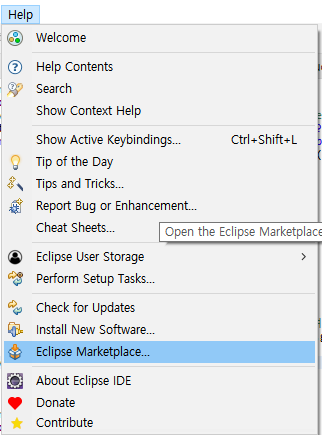 Help
Welcome
Help Contents
Search
Show Context Help
Show Active Keybindings... Ctrl+Shift+L
Tip of the Day
Tips and Tricks...
Report Bug or Enhancement...
Cheat Sheets...
Open the Eclipse Marketplace
Eclipse User Storage
Perform Setup Tasks...
Check for Updates
Install New Software...
Eclipse Marketplace...
About Eclipse IDE
Donate
Contribute